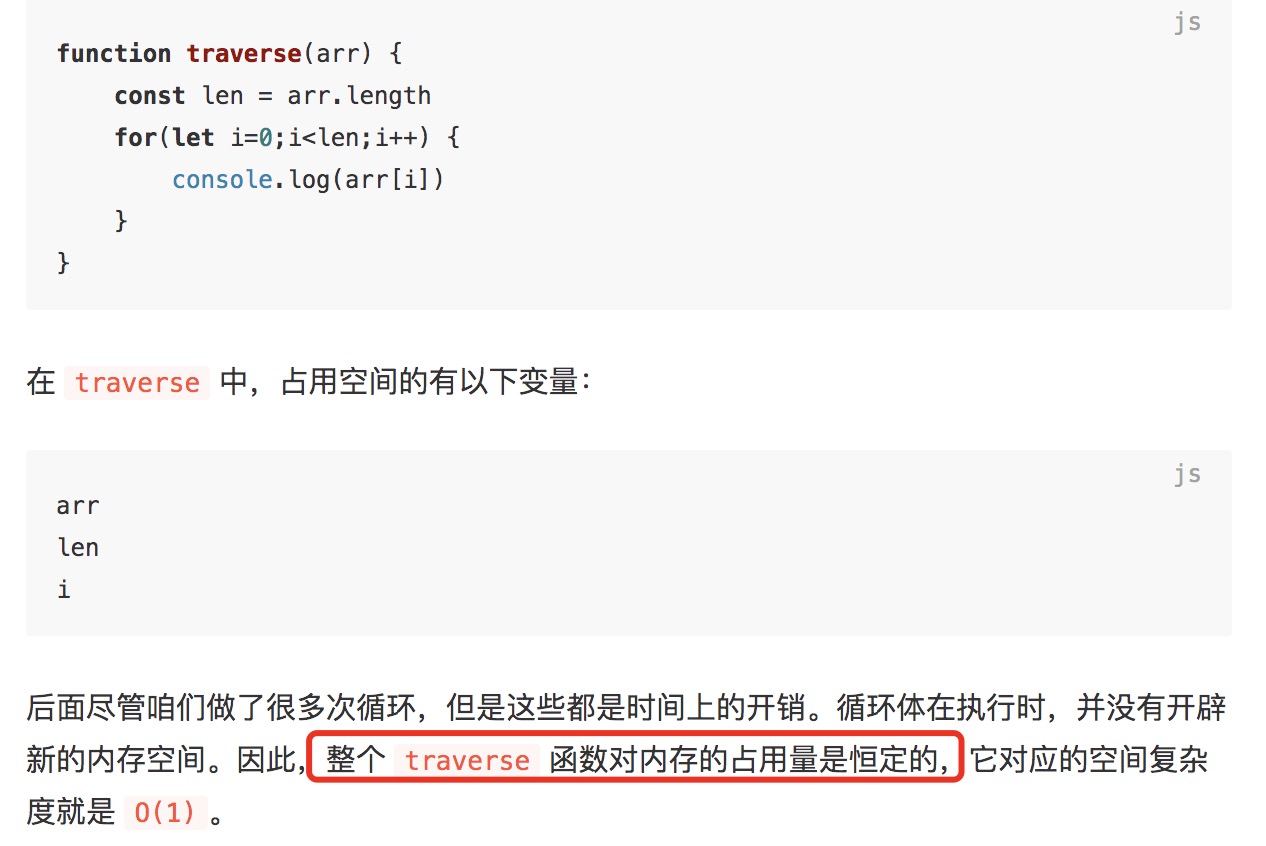 js
function traverse(arr) {
    const len = arr.length
    for(let i=0;i<len;i++) {
        console.log(arr[i])
    }
}
在 traverse 中，占用空间的有以下变量：
js
arr
len
i
后面尽管咱们做了很多次循环，但是这些都是时间上的开销。循环体在执行时，并没有开辟
新的内存空间。因此，整个 traverse 函数对内存的占用量是恒定的，它对应的空间复杂
度就是 O(1) 。